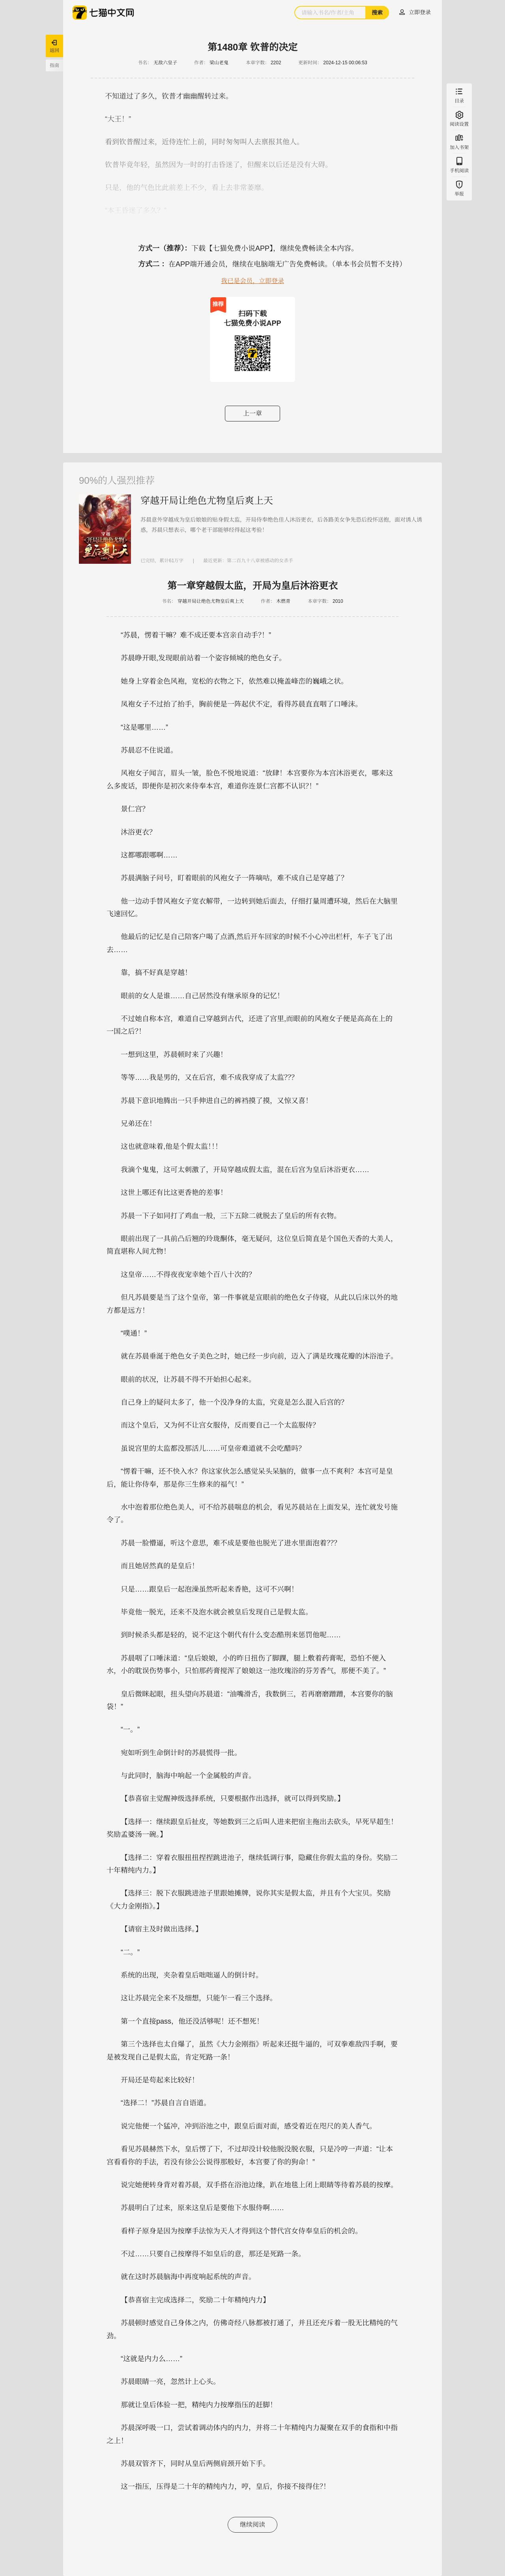 七猫中文网
请输入书名/作者/主角
搜索
立即登录
返回
指南
目录
阅读设置
加入书架
手机阅读
举报
第1480章 钦普的决定
书名： 无敌六皇子 作者： 梁山老鬼 本章字数： 2202 更新时间： 2024-12-15 00:06:53
不知道过了多久，钦普才幽幽醒转过来。
“大王！”
看到钦普醒过来，近侍连忙上前，同时匆匆叫人去禀报其他人。
钦普毕竟年轻，虽然因为一时的打击昏迷了，但醒来以后还是没有大碍。
只是，他的气色比此前差上不少，看上去非常萎靡。
方式一（推荐）：下载【七猫免费小说APP】，继续免费畅读全本内容。
方式二 ：在APP端开通会员，继续在电脑端无广告免费畅读。（单本书会员暂不支持）
我已是会员，立即登录
推荐
扫码下载
七猫免费小说APP
上一章
90%的人强烈推荐
穿越开局让绝色尤物皇后爽上天
穿越开局让绝色尤物皇后爽上天
苏晨意外穿越成为皇后娘娘的贴身假太监，开局侍奉绝色佳人沐浴更衣，后各路美女争先恐后投怀送抱，面对诱人诱
惑，苏晨只想表示，哪个老干部能够经得起这考验！
第一章穿越假太监，开局为皇后沐浴更衣
书名： 穿越开局让绝色尤物皇后爽上天 作者： 木恩青 本章字数： 2010
“苏晨，愣着干嘛？难不成还要本宫亲自动手?！”
苏晨睁开眼,发现眼前站着一个姿容倾城的绝色女子。
她身上穿着金色凤袍，宽松的衣物之下，依然难以掩盖峰峦的巍峨之状。
凤袍女子不过抬了抬手，胸前便是一阵起伏不定，看得苏晨直直咽了口唾沫。
“这是哪里……”
苏晨忍不住说道。
凤袍女子闻言，眉头一皱，脸色不悦地说道：“放肆！本宫要你为本宫沐浴更衣，哪来这
么多废话，即便你是初次来侍奉本宫，难道你连景仁宫都不认识?！”
景仁宫?
沐浴更衣?
这都哪跟哪啊……
苏晨满脑子问号，盯着眼前的凤袍女子一阵嘀咕，难不成自己是穿越了?
他一边动手替凤袍女子宽衣解带，一边转到她后面去，仔细打量周遭环境，然后在大脑里
飞速回忆。
他最后的记忆是自己陪客户喝了点酒,然后开车回家的时候不小心冲出栏杆，车子飞了出
去……
靠，搞不好真是穿越！
眼前的女人是谁……自己居然没有继承原身的记忆！
不过她自称本宫，难道自己穿越到古代，还进了宫里,而眼前的凤袍女子便是高高在上的
一国之后?！
一想到这里，苏晨顿时来了兴趣！
等等……我是男的，又在后宫，难不成我穿成了太监???
苏晨下意识地腾出一只手伸进自己的裤裆摸了摸，又惊又喜！
兄弟还在！
这也就意味着,他是个假太监！！！
我滴个鬼鬼，这可太刺激了，开局穿越成假太监，混在后宫为皇后沐浴更衣……
这世上哪还有比这更香艳的差事！
苏晨一下子如同打了鸡血一般，三下五除二就脱去了皇后的所有衣物。
眼前出现了一具前凸后翘的玲珑酮体，毫无疑问，这位皇后简直是个国色天香的大美人，
简直堪称人间尤物！
这皇帝……不得夜夜宠幸她个百八十次的?
但凡苏晨要是当了这个皇帝，第一件事就是宣眼前的绝色女子侍寝，从此以后床以外的地
方都是远方！
“噗通！”
就在苏晨垂涎于绝色女子美色之时，她已经一步向前，迈入了满是玫瑰花瓣的沐浴池子。
眼前的状况，让苏晨不得不开始担心起来。
自己身上的疑问太多了，他一个没净身的太监，究竟是怎么混入后宫的?
而这个皇后，又为何不让宫女服侍，反而要自己一个太监服侍?
虽说宫里的太监都没那活儿……可皇帝难道就不会吃醋吗?
“愣着干嘛，还不快入水？你这家伙怎么感觉呆头呆脑的，做事一点不爽利？本宫可是皇
后，能让你侍奉，那是你三生修来的福气！”
水中泡着那位绝色美人，可不给苏晨喘息的机会，看见苏晨站在上面发呆，连忙就发号施
令了。
苏晨一脸懵逼，听这个意思，难不成是要他也脱光了进水里面泡着???
而且她居然真的是皇后！
只是……跟皇后一起泡澡虽然听起来香艳，这可不兴啊！
毕竟他一脱光，还来不及泡水就会被皇后发现自己是假太监。
到时候杀头都是轻的，说不定这个朝代有什么变态酷刑来惩罚他呢……
苏晨咽了口唾沫道：“皇后娘娘，小的昨日扭伤了脚踝，腿上敷着药膏呢，恐怕不便入
水，小的耽误伤势事小，只怕那药膏搅浑了娘娘这一池玫瑰浴的芬芳香气，那便不美了。”
皇后微眯起眼，扭头望向苏晨道：“油嘴滑舌，我数倒三，若再磨磨蹭蹭，本宫要你的脑
袋！”
“一。”
宛如听到生命倒计时的苏晨慌得一批。
与此同时，脑海中响起一个金属般的声音。
【恭喜宿主觉醒神级选择系统，只要根据作出选择，就可以得到奖励。】
【选择一：继续跟皇后扯皮，等她数到三之后叫人进来把宿主拖出去砍头，早死早超生！
奖励孟婆汤一碗。】
【选择二：穿着衣服扭扭捏捏跳进池子，继续低调行事，隐藏住你假太监的身份。奖励二
十年精纯内力。】
【选择三：脱下衣服跳进池子里跟她摊牌，说你其实是假太监，并且有个大宝贝。奖励
《大力金刚指》。】
【请宿主及时做出选择。】
“二。”
系统的出现，夹杂着皇后咄咄逼人的倒计时。
这让苏晨完全来不及细想，只能乍一看三个选择。
第一个直接pass，他还没活够呢！还不想死！
第三个选择也太自爆了，虽然《大力金刚指》听起来还挺牛逼的，可双拳难敌四手啊，要
是被发现自己是假太监，肯定死路一条！
开局还是苟起来比较好！
“选择二！”苏晨自言自语道。
说完他便一个猛冲，冲到浴池之中，跟皇后面对面，感受着近在咫尺的美人香气。
看见苏晨赫然下水，皇后愣了下，不过却没计较他脱没脱衣服，只是冷哼一声道：“让本
宫看看你的手法，若没有徐公公说得那般好，本宫要了你的狗命！”
说完她便转身背对着苏晨，双手搭在浴池边缘，趴在地毯上闭上眼睛等待着苏晨的按摩。
苏晨明白了过来，原来这皇后是要他下水服侍啊……
看样子原身是因为按摩手法惊为天人才得到这个替代宫女侍奉皇后的机会的。
不过……只要自己按摩得不如皇后的意，那还是死路一条。
就在这时苏晨脑海中再度响起系统的声音。
【恭喜宿主完成选择二，奖励二十年精纯内力】
苏晨顿时感觉自己身体之内，仿佛奇经八脉都被打通了，并且还充斥着一股无比精纯的气
劲。
“这就是内力么……”
苏晨眼睛一亮，忽然计上心头。
那就让皇后体验一把，精纯内力按摩指压的赶脚！
苏晨深呼吸一口，尝试着调动体内的内力，并将二十年精纯内力凝聚在双手的食指和中指
之上！
苏晨双管齐下，同时从皇后两侧肩颈开始下手。
这一指压，压得是二十年的精纯内力，哼，皇后，你接不接得住?！
继续阅读